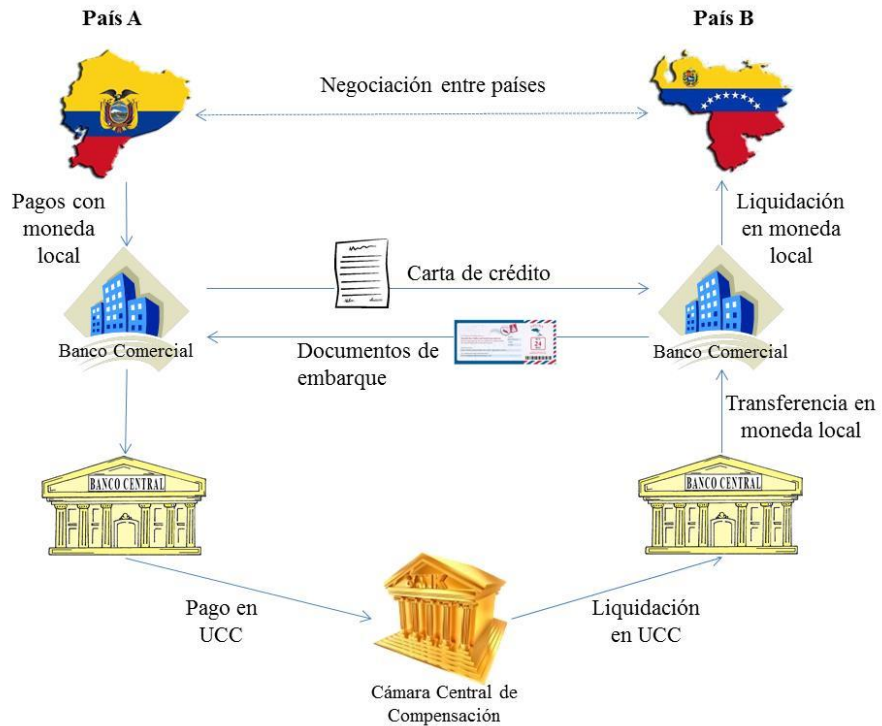 País A
País B
Negociación entre países
Pagos con
moneda
local
Liquidación
en moneda
local
Carta de crédito
Banco Comercial
Documentos de
embarque
Banco Comercial
Transferencia en
moneda local
BANCO CENTRAL
BANCO CENTRAL
Pago en
UCC
Liquidación
en UCC
Cámara Central de
Compensación